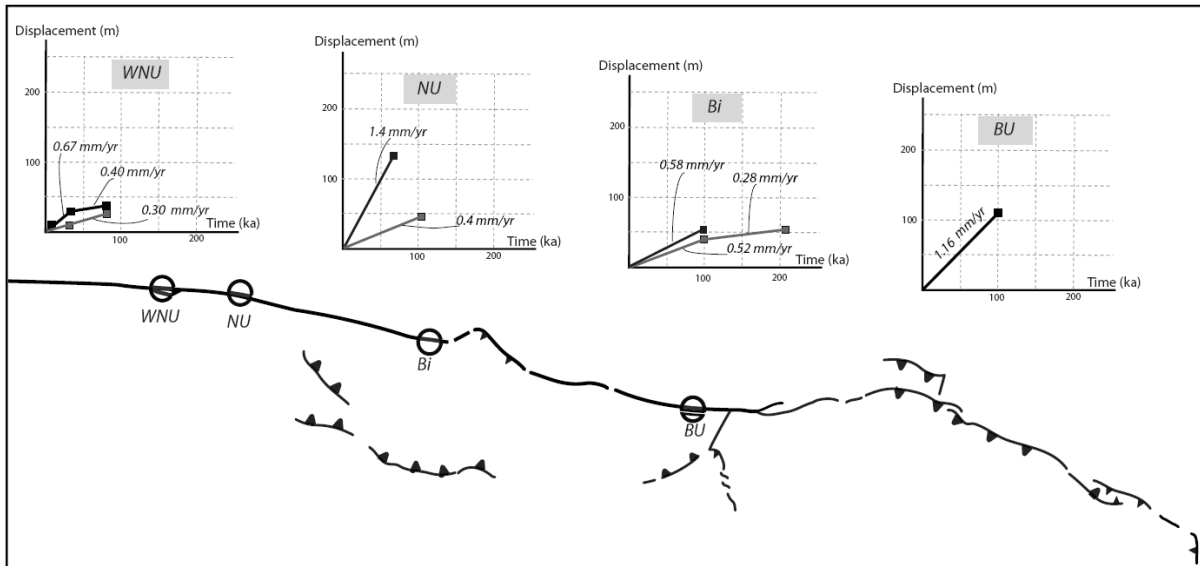 Displacement (m)
WNU
200
100
0.67 mm/yr
0.40 mm/yr
0.30 mm/yr
Time (ka)
100
200
Displacement (m)
NU
200
1.4 mm/yr
100
0.4 mm/yr
Time (ka)
100
200
Displacement (m)
Bi
200
0.58 mm/yr
0.28 mm/yr
100
0.52 mm/yr
Time (ka)
100
200
Displacement (m)
BU
200
100
1.16 mm/yr
0
Time (ka)
100
200
WNU
NU
Bi
BU